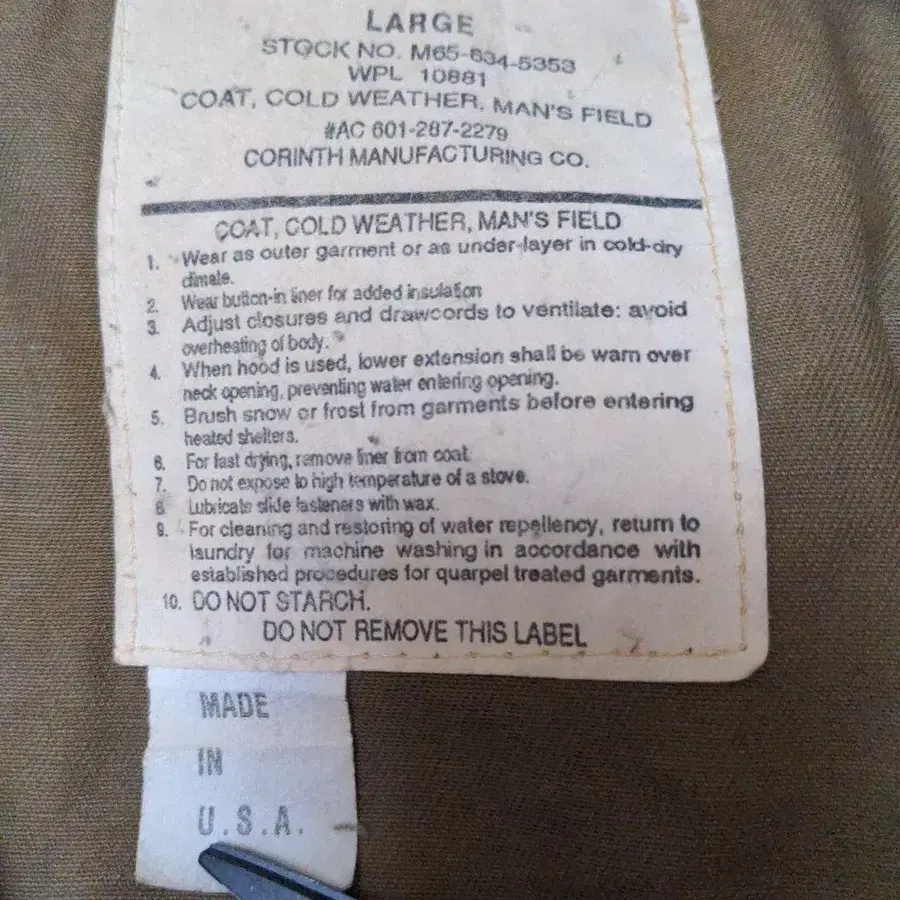 LARGE
STOCK NO. M65-634-5353
WPL 10881
COAT, COLD WEATHER, MAN'S FIELD
#AC 601-287-2279
CORINTH MANUFACTURING CO.
COAT, COLD WEATHER, MAN'S FIELD
1. Wear as outer garment or as under-layer in cold-dry
climale.
2. Wear button-in liner for added insulation
3. Adjust closures and drawcords to ventilate: avoid
overheating of body.
4. When hood is used, lower extension shall be warn over
neck opening, preventing water entering opening.
5. Brush snow or frost from garments before entering
heated shelters.
6. For fast drying, remove liner from coat
7. Do not expose to high temperature of a stove.
8 Lubricate slide fasteners with wax.
9. For cleaning and restoring of water repellency, return to
laundry for machine washing in accordance with
established procedures for quarpel treated garments.
10. DO NOT STARCH.
DO NOT REMOVE THIS LABEL
MADE
IN
U.S.A.